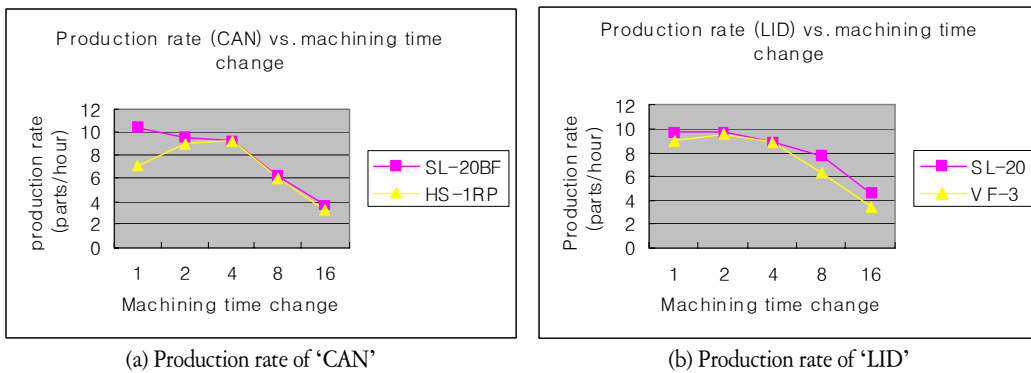 Production rate (CAN) vs. machining time
change
production rate
(parts/hour)
12
10
8
6
4
2
0
1 2 4 8 16
Machining time change
SL-20BF
HS-1RP
(a) Production rate of ‘CAN’
Production rate (LID) vs. machining time
change
Production rate
(parts/hour)
12
10
8
6
4
2
0
1 2 4 8 16
Machining time change
SL-20
VF-3
(b) Production rate of ‘LID’